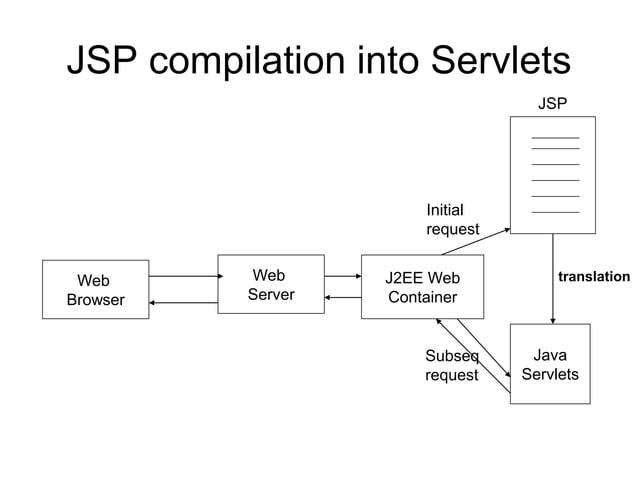 JSP compilation into Servlets
JSP
Initial
request
Web
Browser
Web
Server
J2EE Web
Container
translation
Subseq
request
Java
Servlets